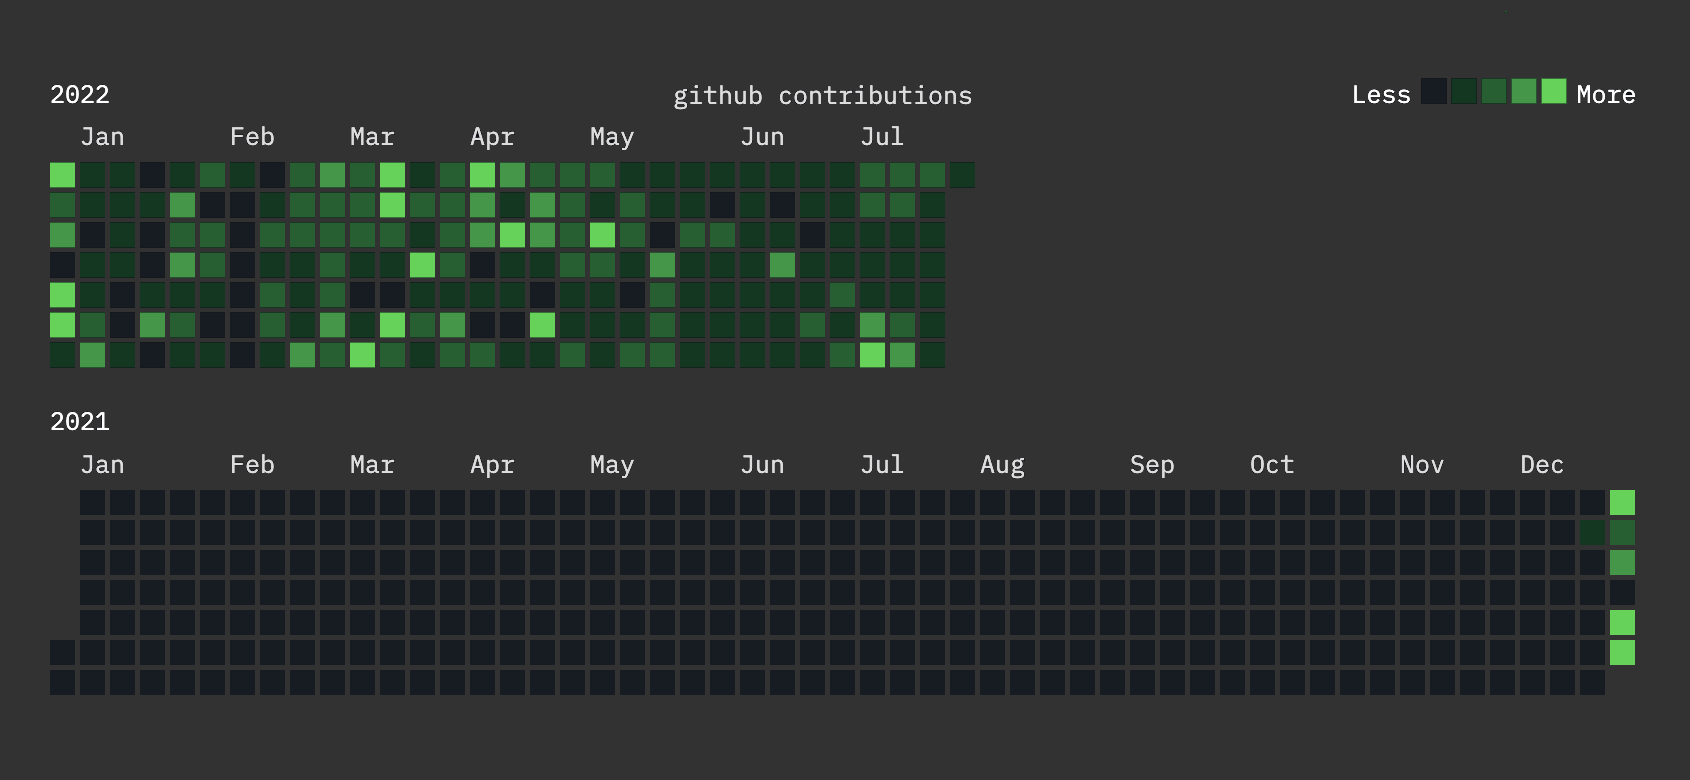 2022
github contributions
Less More
Jan Feb Mar Apr May Jun Jul
2021
Jan Feb Mar Apr May Jun Jul Aug Sep Oct Nov Dec